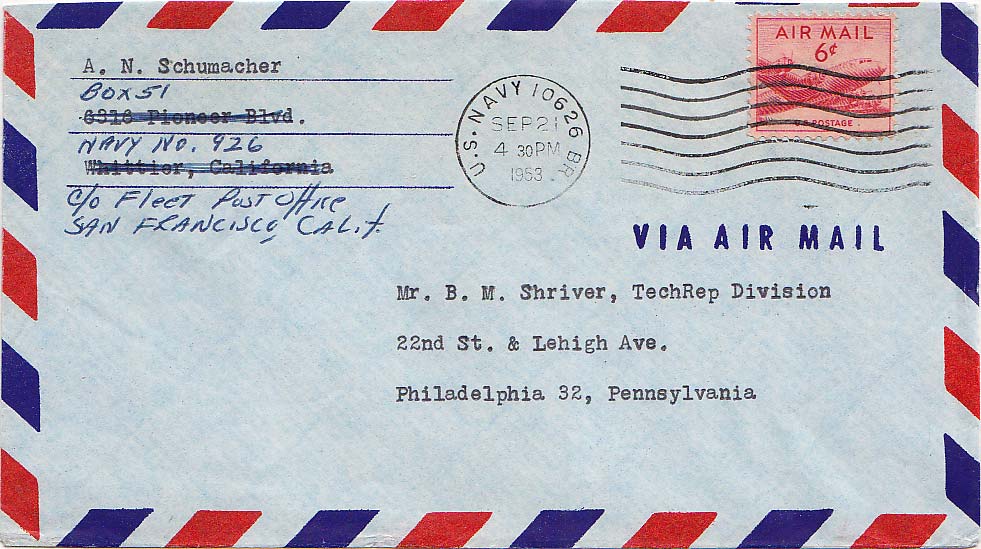 A. N. Schumacher
BOX 51
6318 Pioneer Blvd.
NAVY NO. 926
Whittier, California
c/o Fleet Post Office
SAN FRANCISCO, CALIF.
U.S. NAVY 10626 BR.
SEP 21
4 30 PM
1953
AIR MAIL
6¢
U.S. POSTAGE
VIA AIR MAIL
Mr. B. M. Shriver, TechRep Division
22nd St. & Lehigh Ave.
Philadelphia 32, Pennsylvania